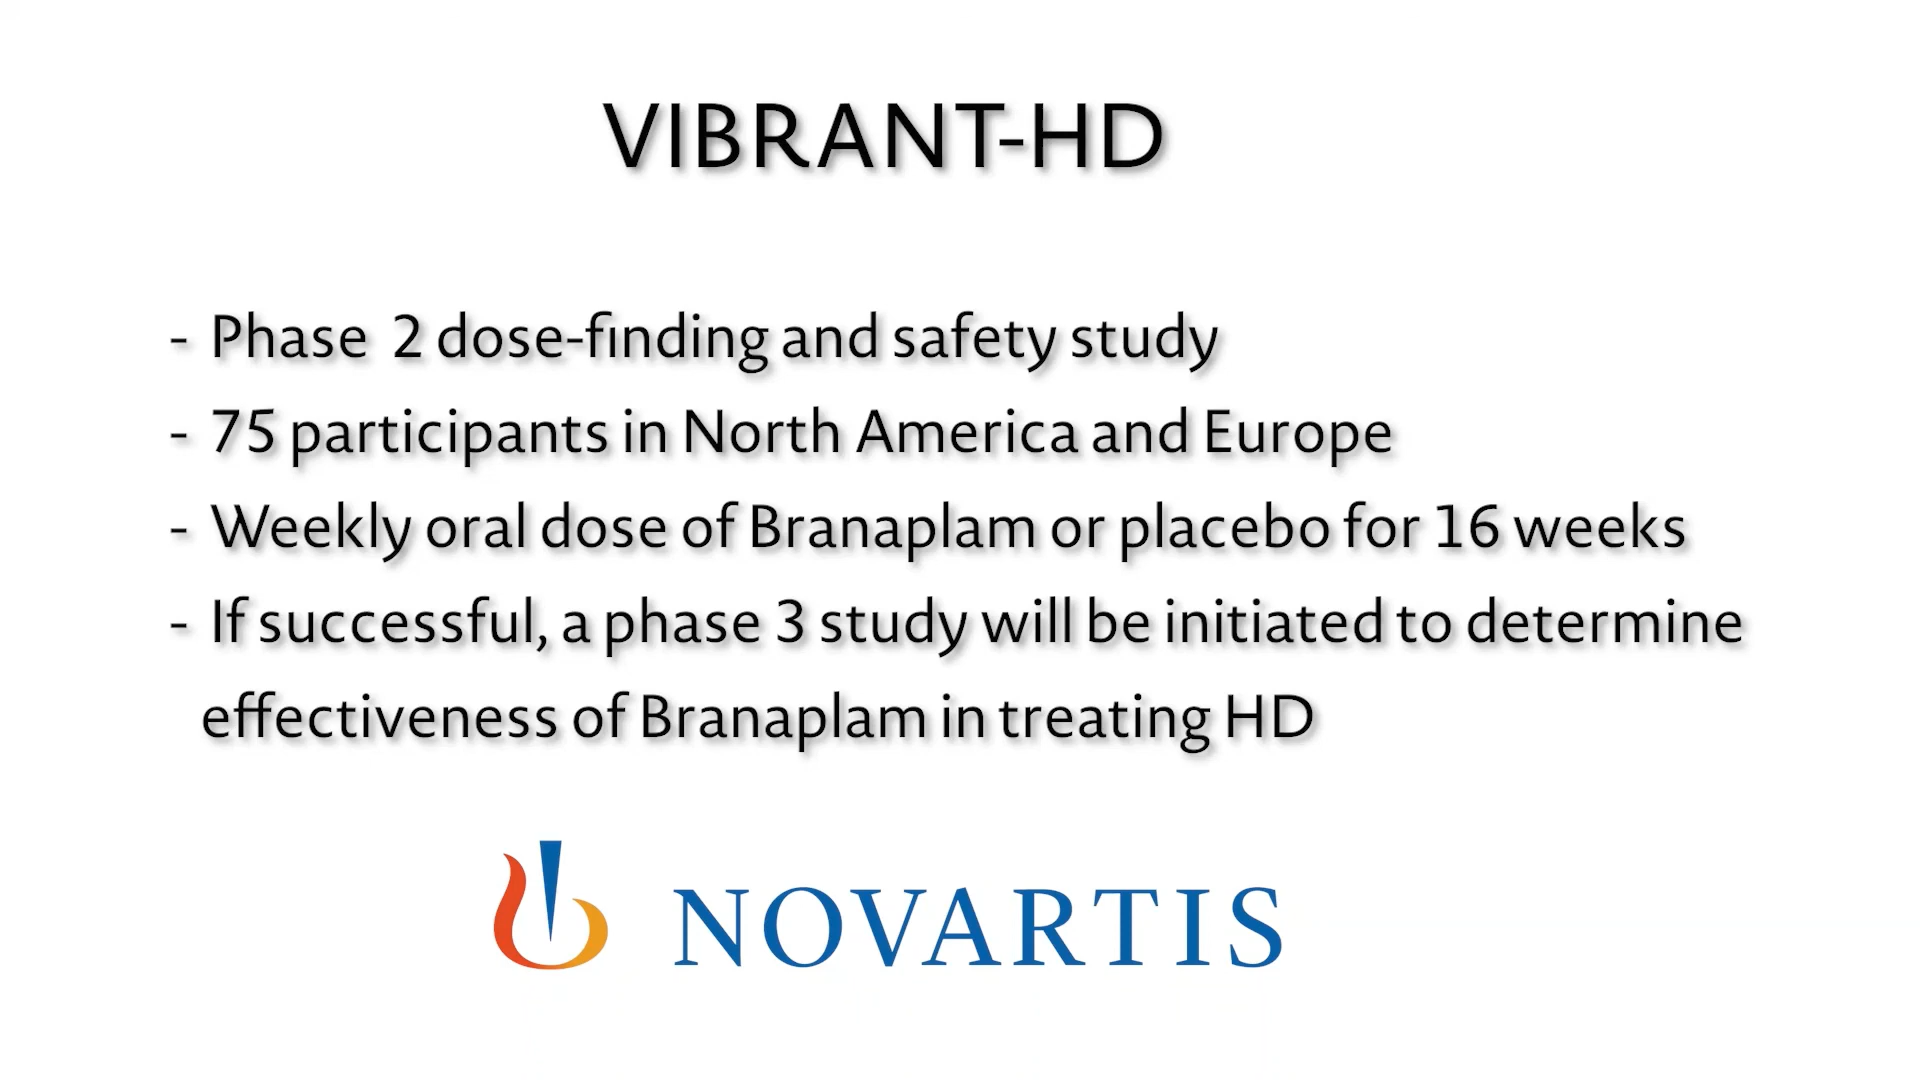 VIBRANT-HD
- Phase 2 dose-finding and safety study
- 75 participants in North America and Europe
- Weekly oral dose of Branaplam or placebo for 16 weeks
- If successful, a phase 3 study will be initiated to determine
effectiveness of Branaplam in treating HD
NOVARTIS